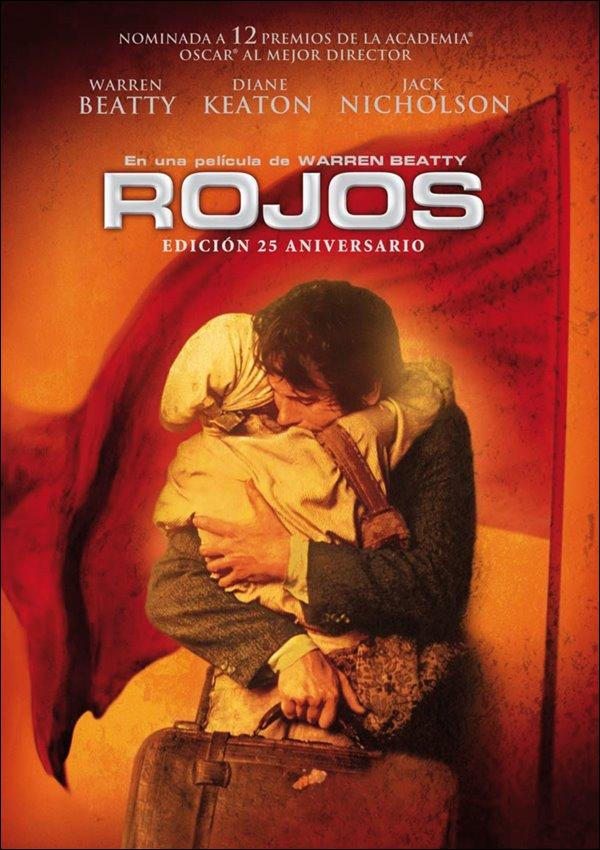 NOMINADA A 12 PREMIOS DE LA ACADEMIA®
OSCAR® AL MEJOR DIRECTOR
WARREN BEATTY
DIANE KEATON
JACK NICHOLSON
En una película de WARREN BEATTY
ROJOS
EDICIÓN 25 ANIVERSARIO